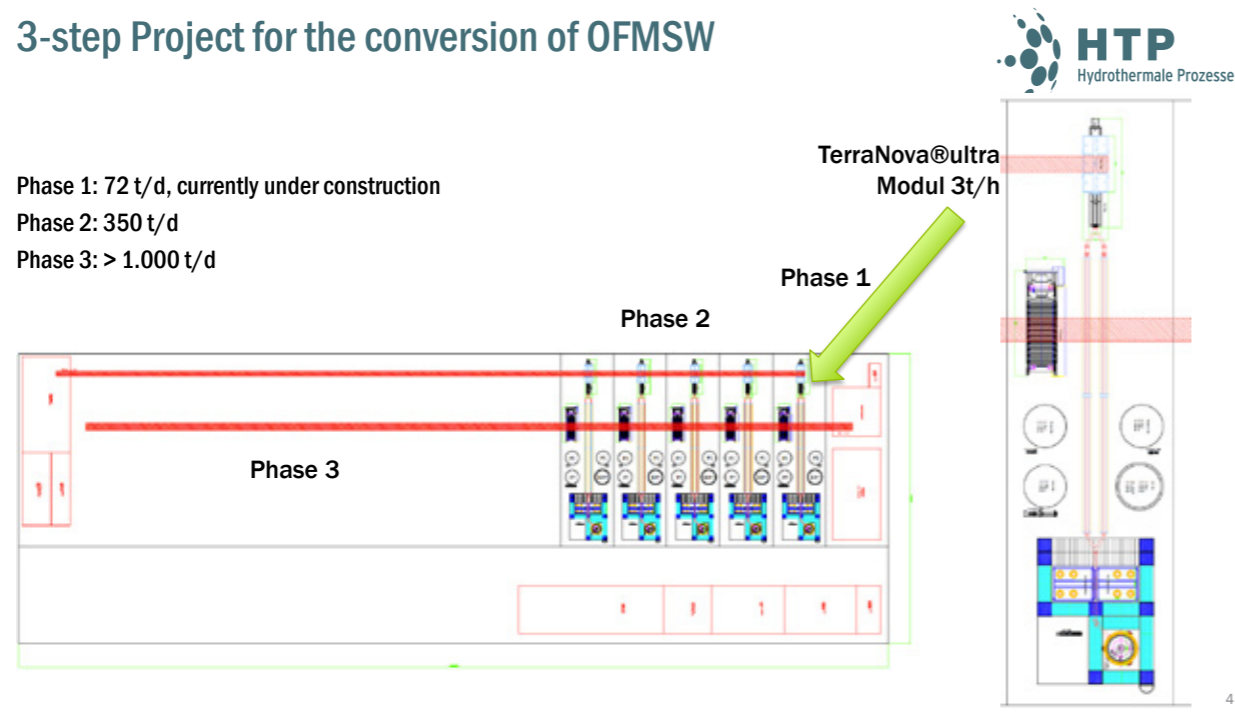 3-step Project for the conversion of OFMSW
HTP
Hydrothermale Prozesse
Phase 1: 72 t/d, currently under construction
Phase 2: 350 t/d
Phase 3: > 1.000 t/d
TerraNova®ultra
Modul 3t/h
Phase 1
Phase 2
Phase 3
4